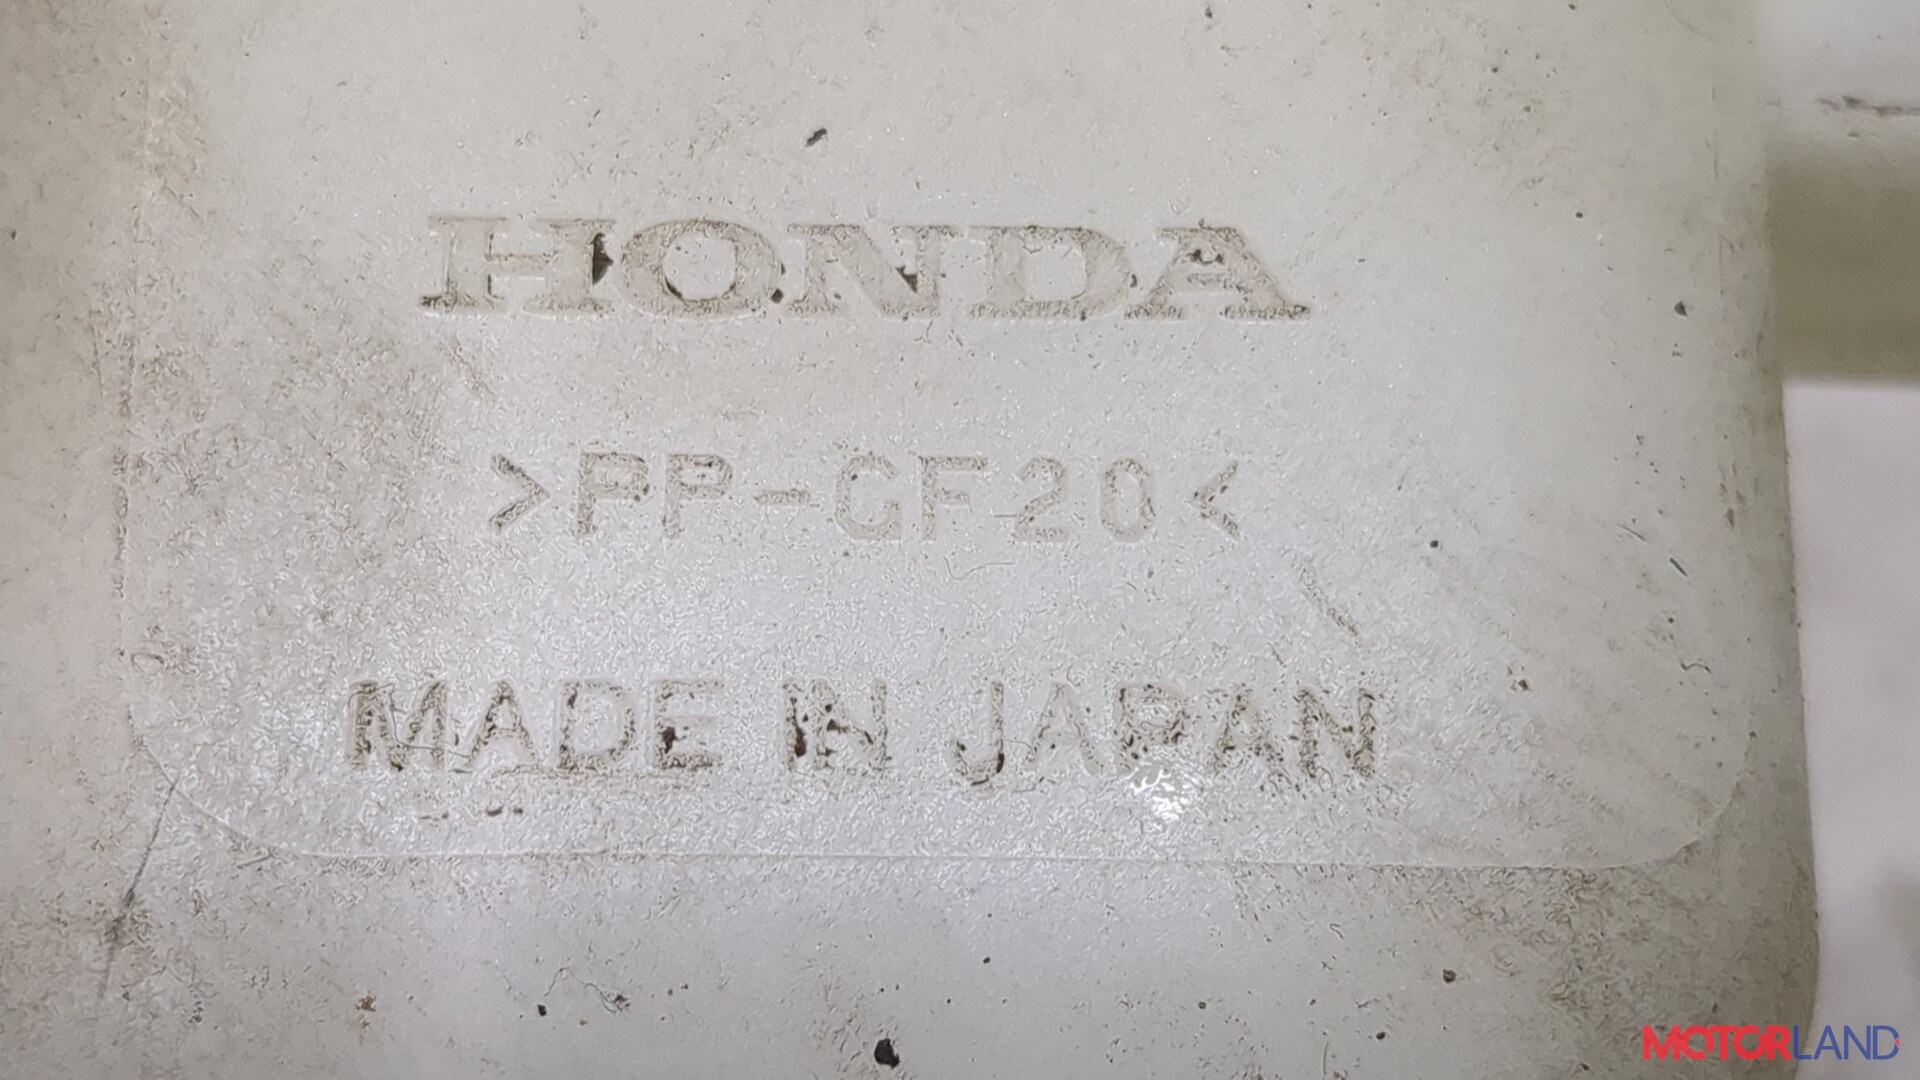 HONDA
>PP-GF20<
MADE IN JAPAN
MOTORLAND